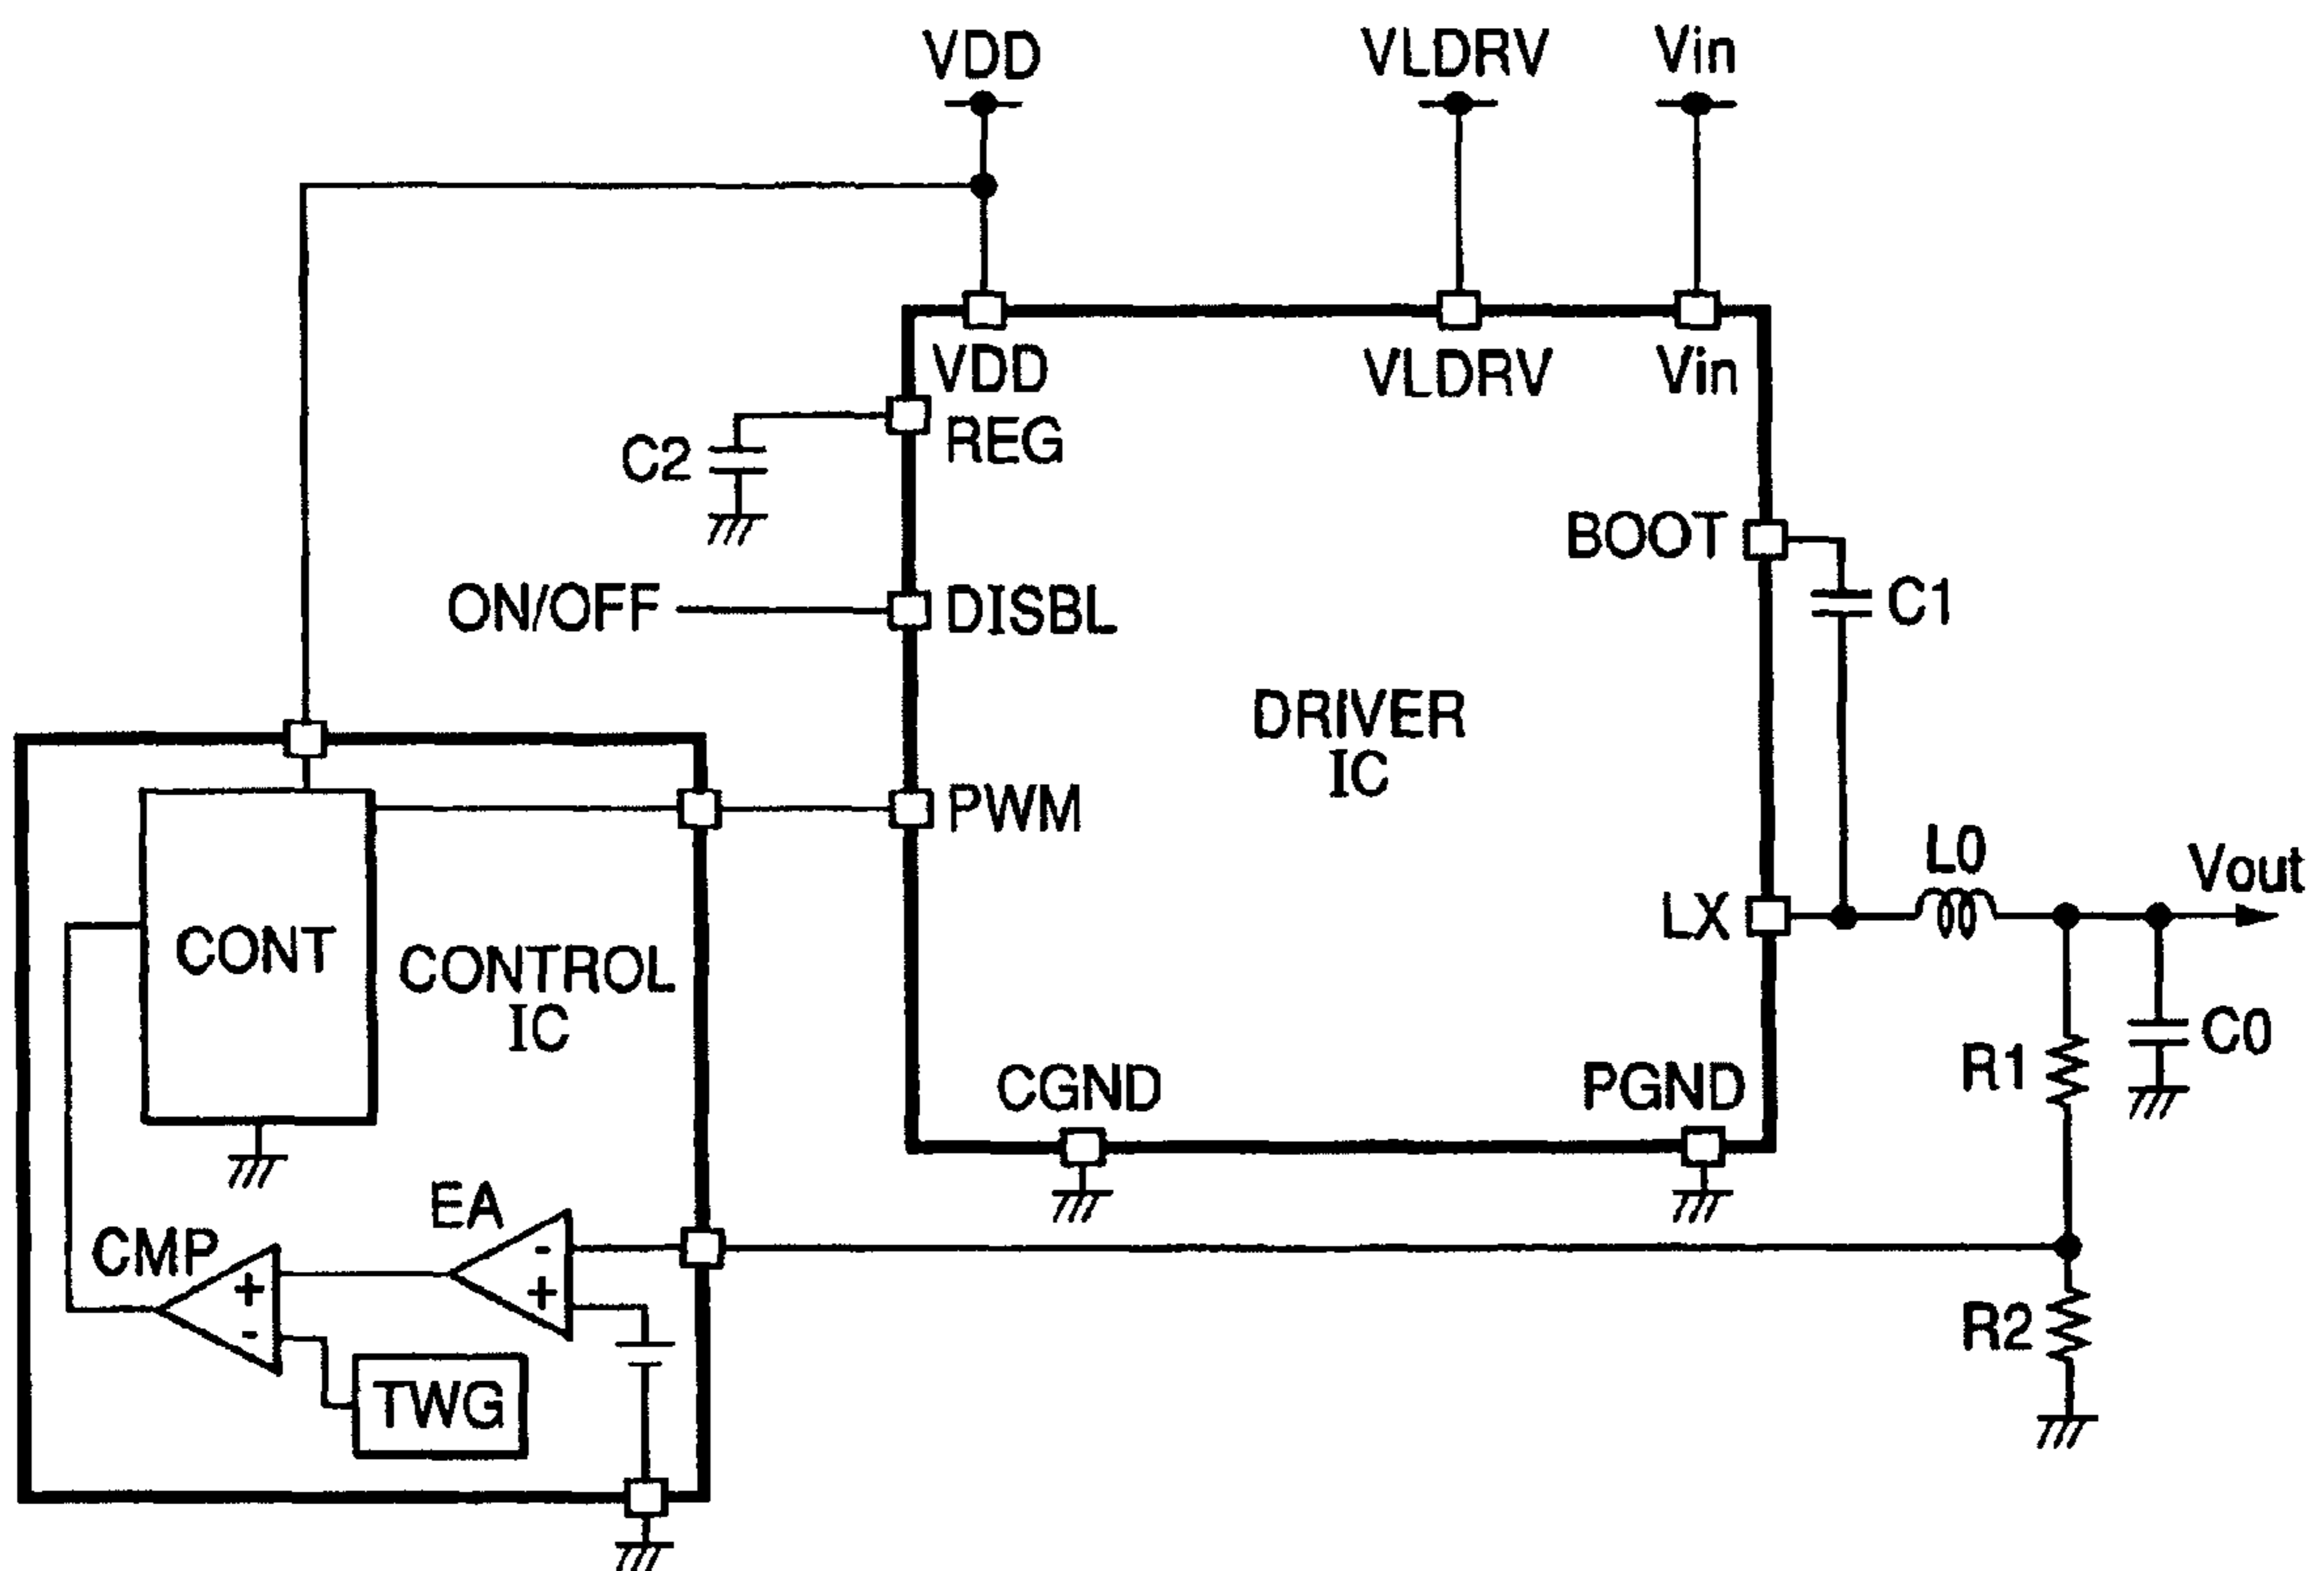 VDD VLDRV Vin
VDD VLDRV Vin
REG
C2
BOOT
C1
ON/OFF DISBL
DRIVER
IC
PWM
L0
Vout
LX
CONT
CONTROL
IC
C0
R1
CGND PGND
EA
-
+
CMP
+
-
R2
TWG